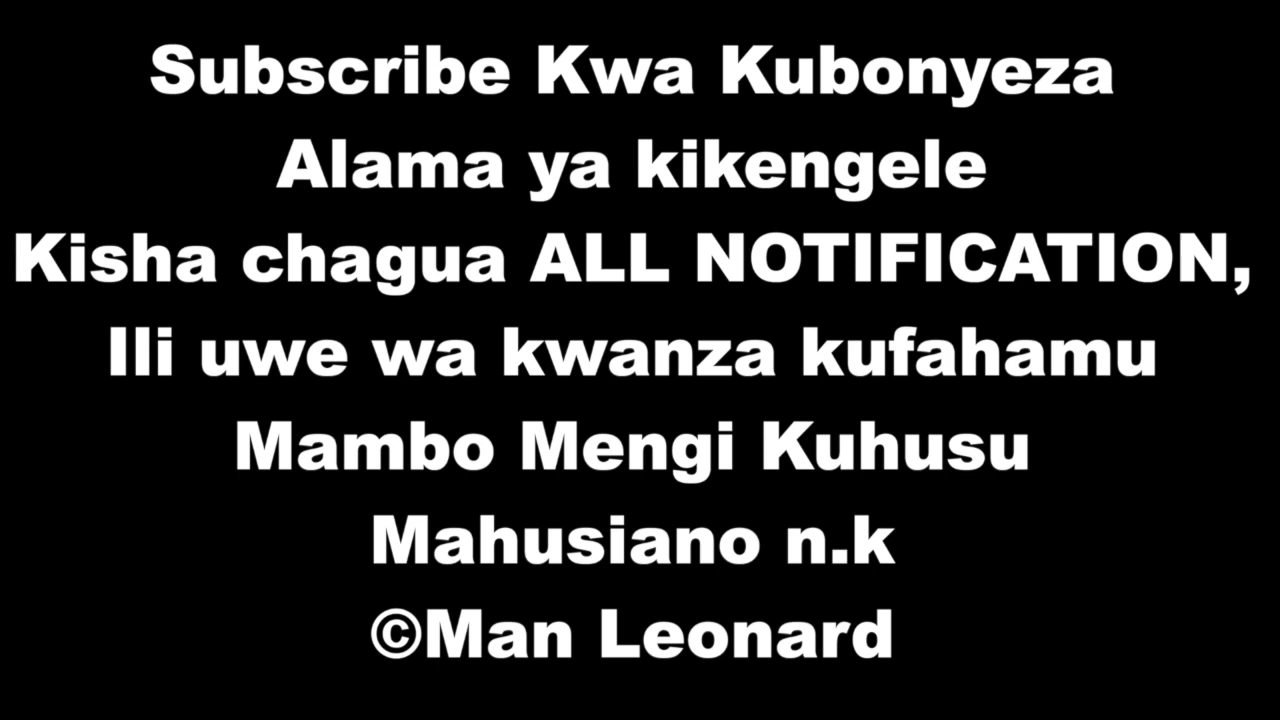 Subscribe Kwa Kubonyeza
Alama ya kikengele
Kisha chagua ALL NOTIFICATION,
Ili uwe wa kwanza kufahamu
Mambo Mengi Kuhusu
Mahusiano n.k
©Man Leonard